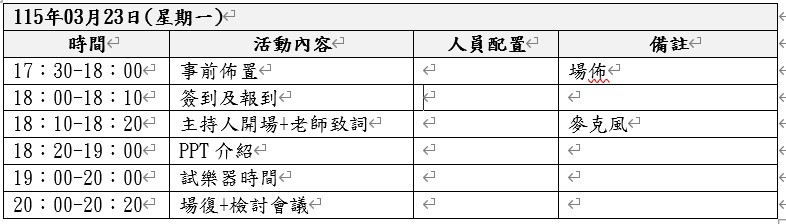 115年03月23日(星期一)
時間 活動內容 人員配置 備註
17：30-18：00 事前佈置 場佈
18：00-18：10 簽到及報到
18：10-18：20 主持人開場+老師致詞 麥克風
18：20-19：00 PPT 介紹
19：00-20：00 試樂器時間
20：00-20：20 場復+檢討會議